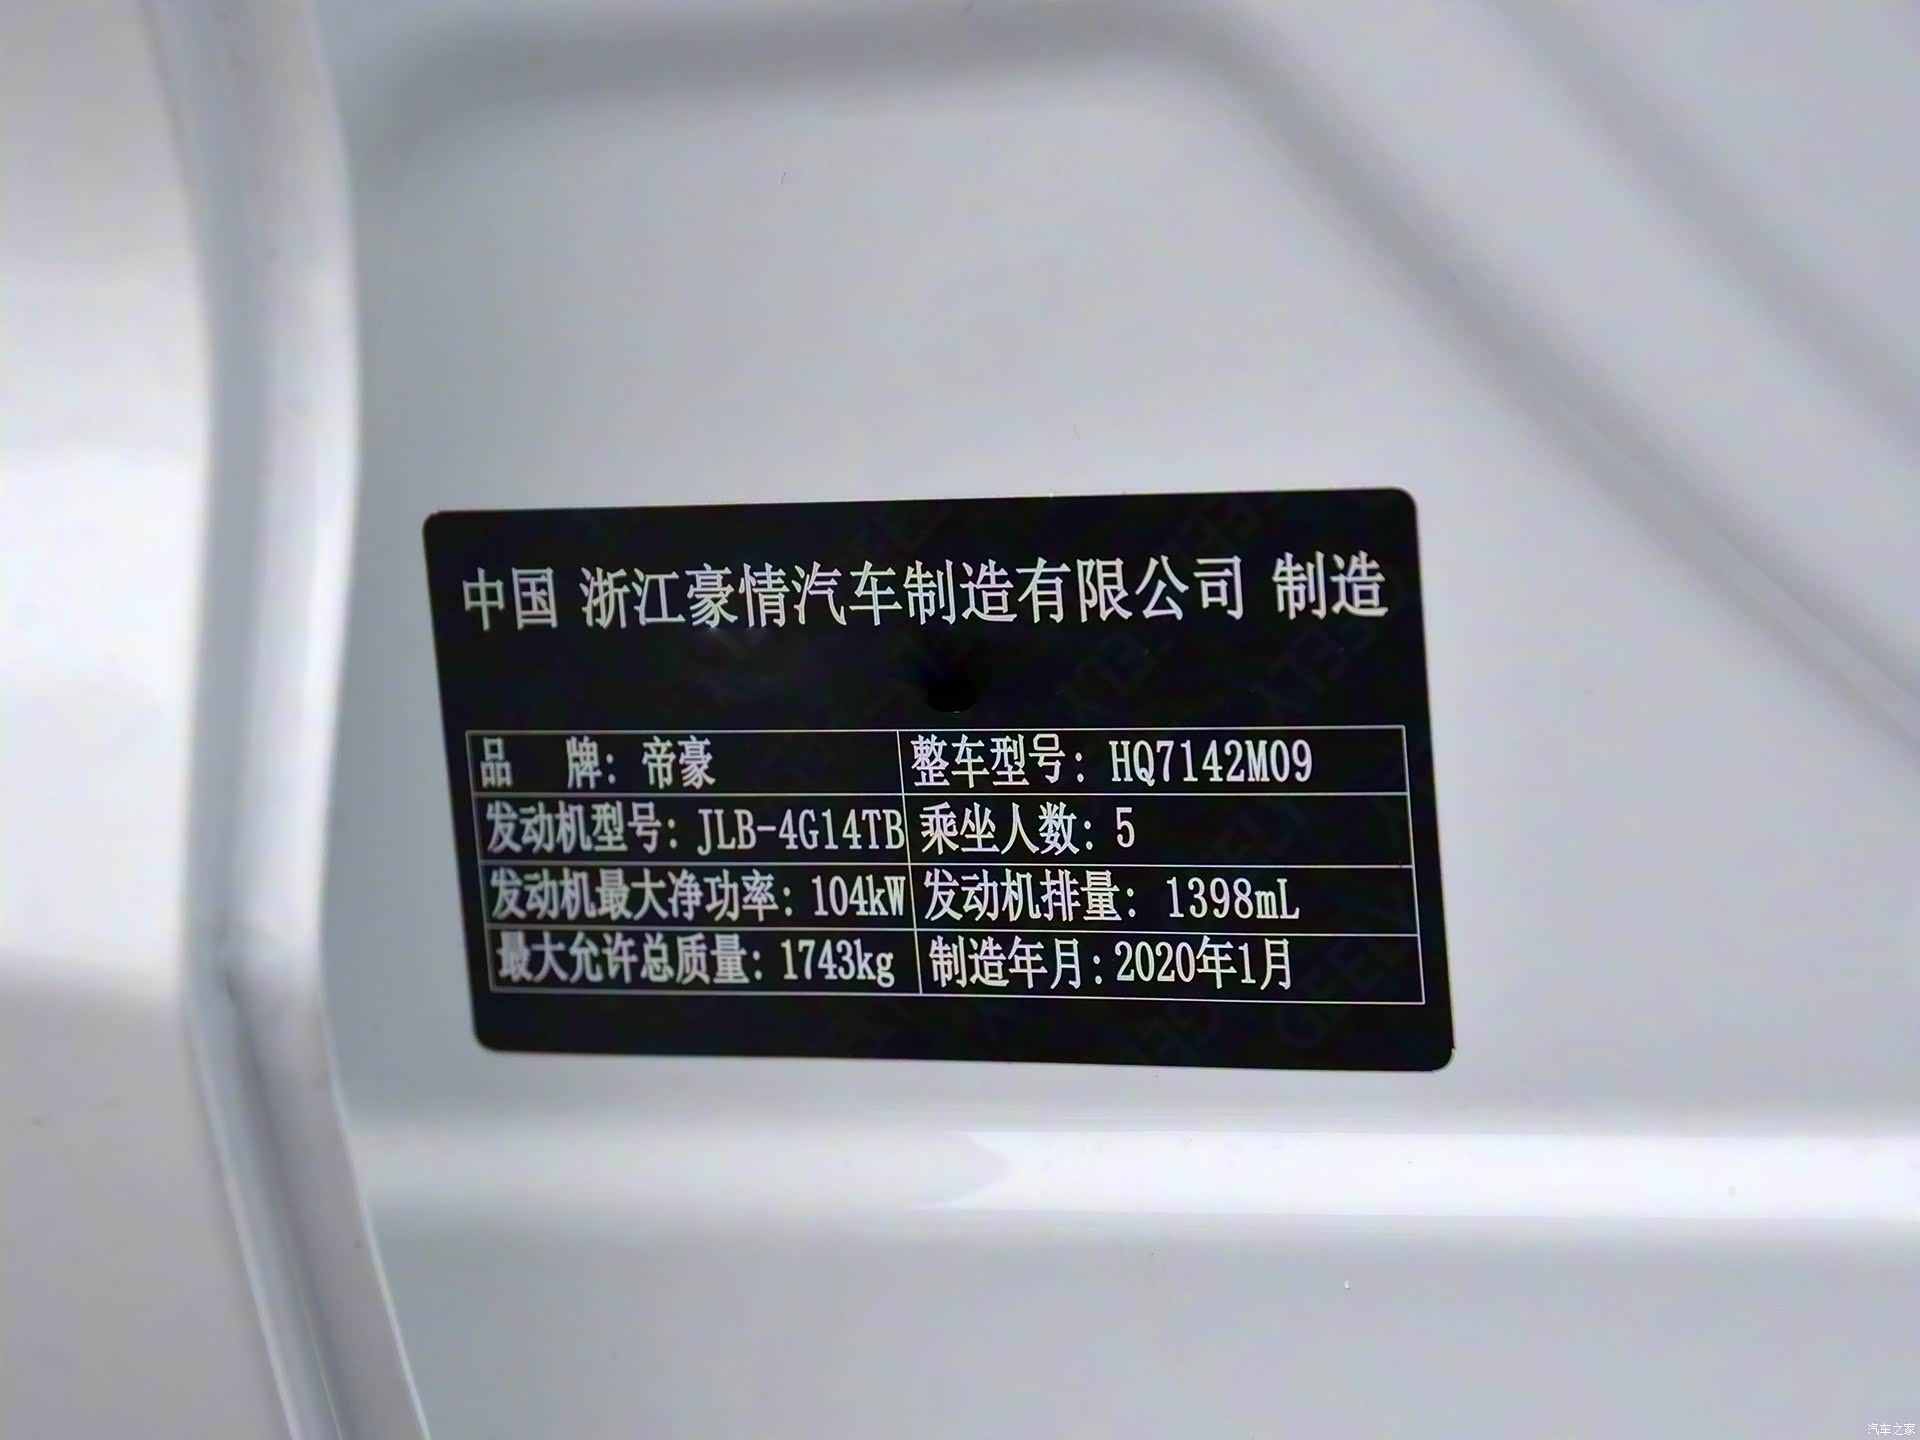 中国 浙江豪情汽车制造有限公司 制造
品 牌：帝豪 整车型号：HQ7142M09
发动机型号：JLB-4G14TB 乘坐人数：5
发动机最大净功率：104kW 发动机排量：1398mL
最大允许总质量：1743kg 制造年月：2020年1月
汽车之家